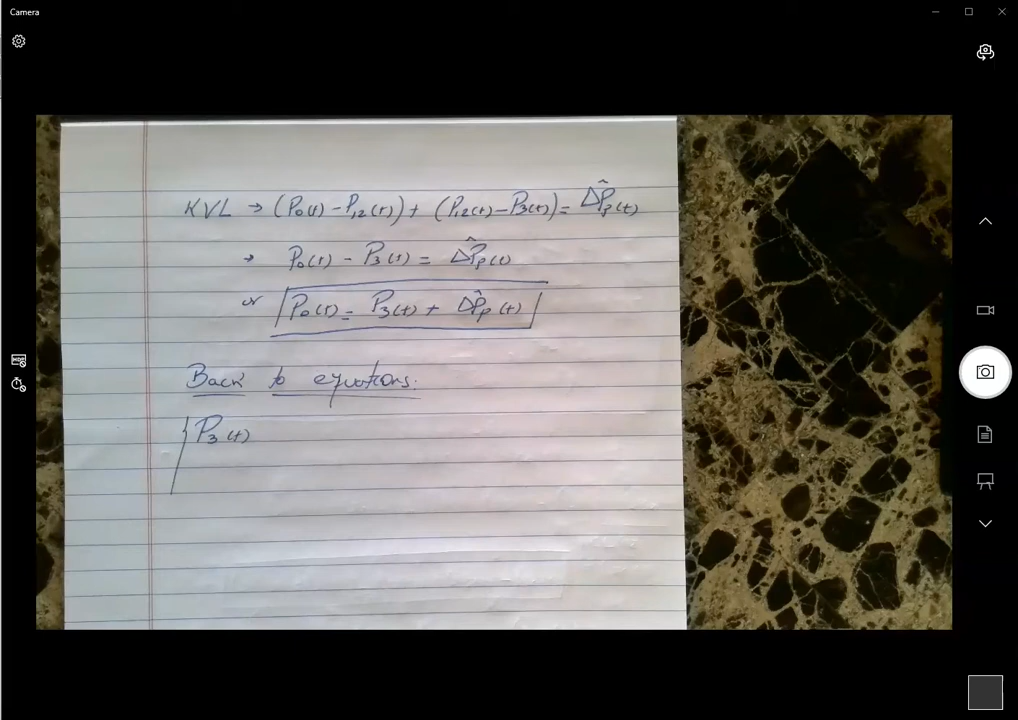 Camera
KVL → (P₀(t) - P₁₂(t)) + (P₁₂(t) - P₃(t)) = ΔP̂ₚ(t)
→ P₀(t) - P₃(t) = ΔP̂ₚ(t)
or P₀(t) = P₃(t) + ΔP̂ₚ(t)
Back to equations:
{ P₃(t)